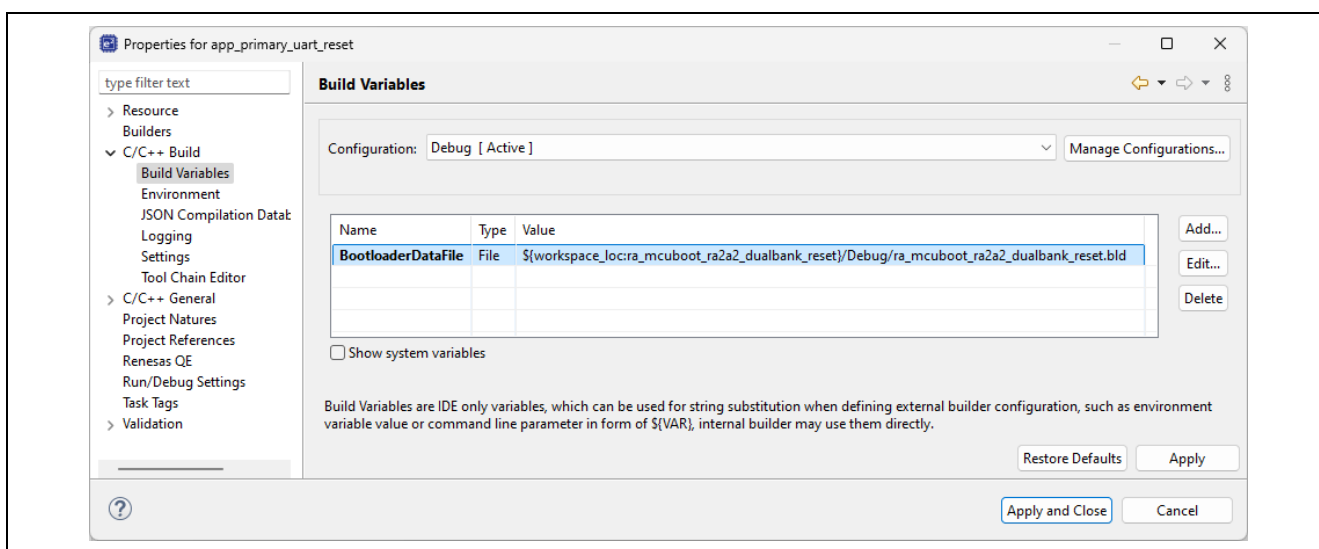 Properties for app_primary_uart_reset
type filter text
Resource
Builders
C/C++ Build
Build Variables
Environment
JSON Compilation Datab
Logging
Settings
Tool Chain Editor
C/C++ General
Project Natures
Project References
Renesas QE
Run/Debug Settings
Task Tags
Validation
Build Variables
Configuration: Debug [ Active ] Manage Configurations...
Name Type Value
BootloaderDataFile File ${workspace_loc:ra_mcuboot_ra2a2_dualbank_reset}/Debug/ra_mcuboot_ra2a2_dualbank_reset.bld
Add...
Edit...
Delete
Show system variables
Build Variables are IDE only variables, which can be used for string substitution when defining external builder configuration, such as environment
variable value or command line parameter in form of ${VAR}, internal builder may use them directly.
Restore Defaults Apply
? Apply and Close Cancel